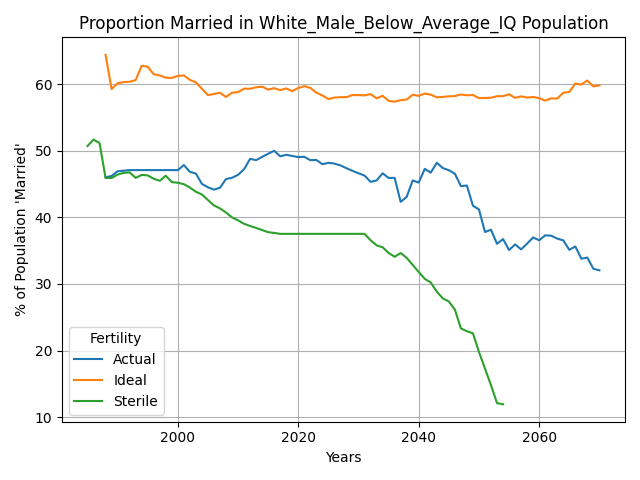 Proportion Married in White_Male_Below_Average_IQ Population
% of Population 'Married'
60
50
40
30
20
10
Fertility
Actual
Ideal
Sterile
2000 2020 2040 2060
Years